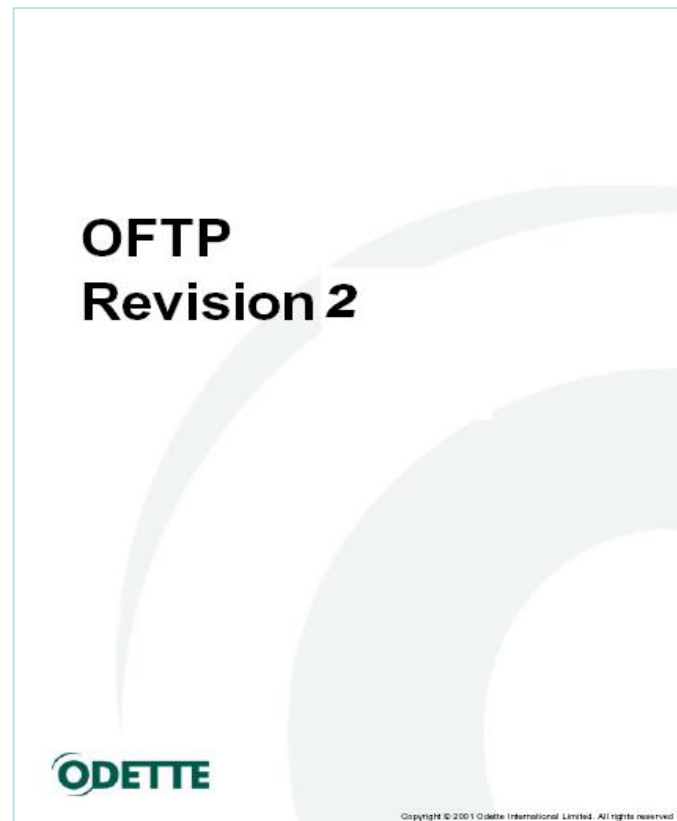 OFTP
Revision 2
ODETTE
Copyright © 2001 Odette International Limited. All rights reserved